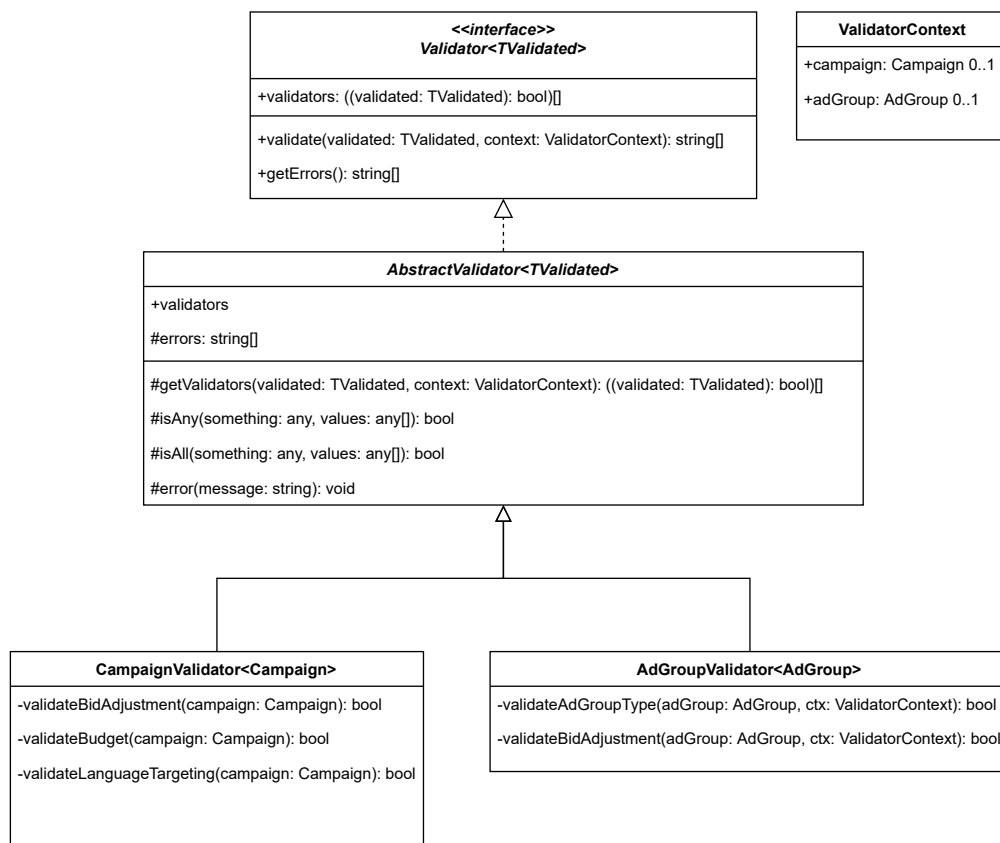 <<interface>>
Validator<TValidated>
+validators: ((validated: TValidated): bool)[]
+validate(validated: TValidated, context: ValidatorContext): string[]
+getErrors(): string[]
ValidatorContext
+campaign: Campaign 0..1
+adGroup: AdGroup 0..1
AbstractValidator<TValidated>
+validators
#errors: string[]
#getValidators(validated: TValidated, context: ValidatorContext): ((validated: TValidated): bool)[]
#isAny(something: any, values: any[]): bool
#isAll(something: any, values: any[]): bool
#error(message: string): void
CampaignValidator<Campaign>
-validateBidAdjustment(campaign: Campaign): bool
-validateBudget(campaign: Campaign): bool
-validateLanguageTargeting(campaign: Campaign): bool
AdGroupValidator<AdGroup>
-validateAdGroupType(adGroup: AdGroup, ctx: ValidatorContext): bool
-validateBidAdjustment(adGroup: AdGroup, ctx: ValidatorContext): bool